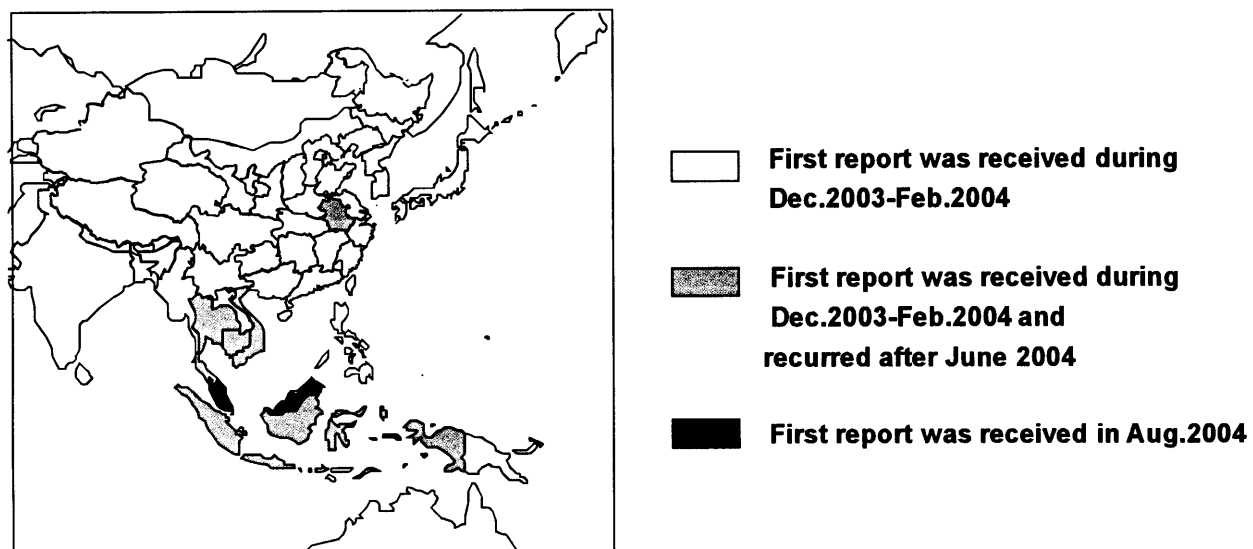 First report was received during
Dec.2003-Feb.2004
First report was received during
Dec.2003-Feb.2004 and
recurred after June 2004
First report was received in Aug.2004